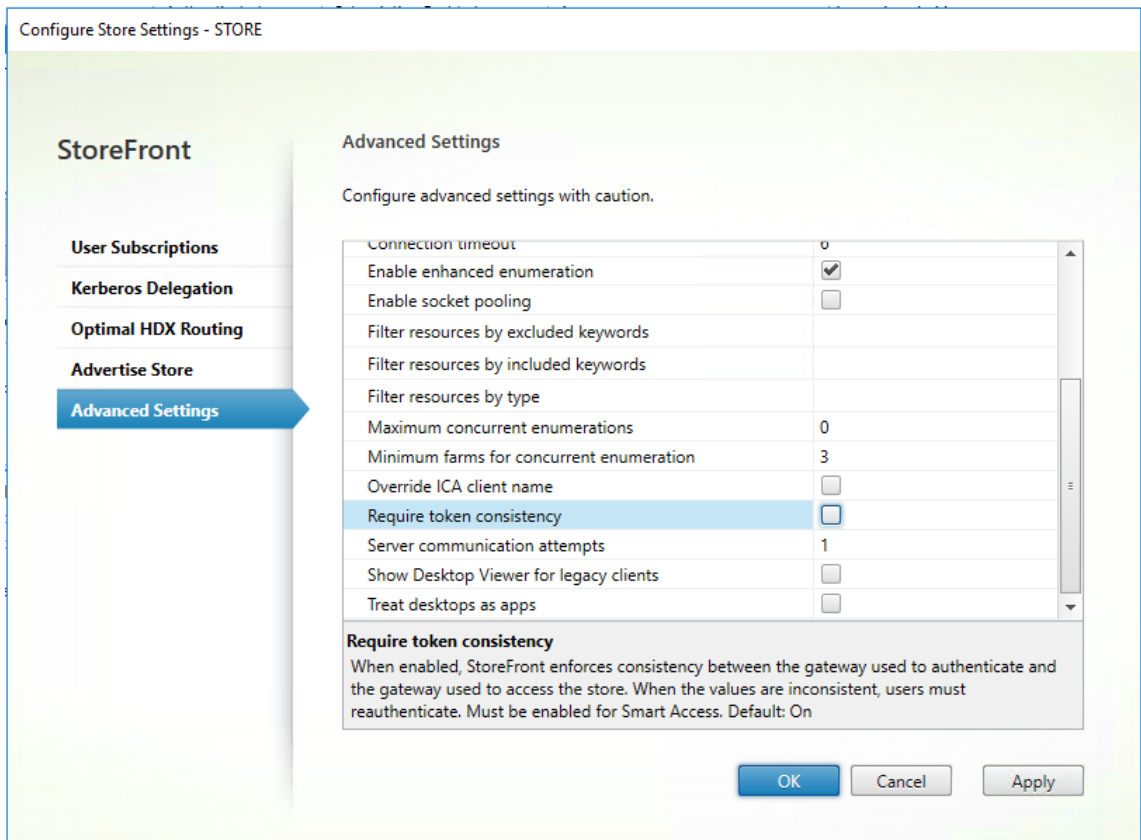 Configure Store Settings - STORE
StoreFront
User Subscriptions
Kerberos Delegation
Optimal HDX Routing
Advertise Store
Advanced Settings
Advanced Settings
Configure advanced settings with caution.
Connection timeout 6
Enable enhanced enumeration
Enable socket pooling
Filter resources by excluded keywords
Filter resources by included keywords
Filter resources by type
Maximum concurrent enumerations 0
Minimum farms for concurrent enumeration 3
Override ICA client name
Require token consistency
Server communication attempts 1
Show Desktop Viewer for legacy clients
Treat desktops as apps
Require token consistency
When enabled, StoreFront enforces consistency between the gateway used to authenticate and
the gateway used to access the store. When the values are inconsistent, users must
reauthenticate. Must be enabled for Smart Access. Default: On
OK Cancel Apply